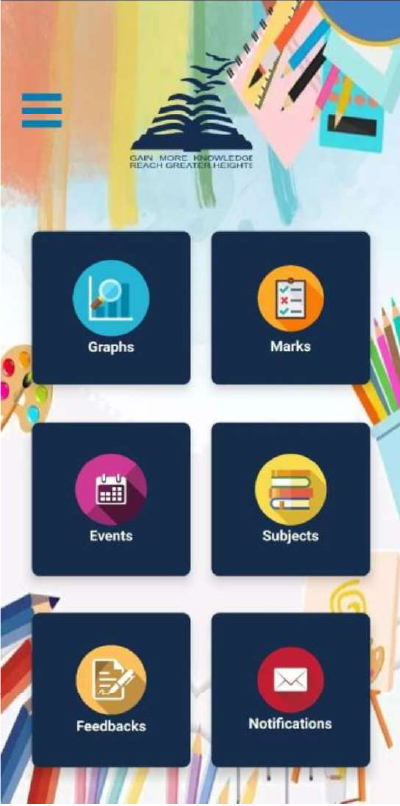 GAIN MORE KNOWLEDGE
REACH GREATER HEIGHTS
Graphs
Marks
Events
Subjects
Feedbacks
Notifications